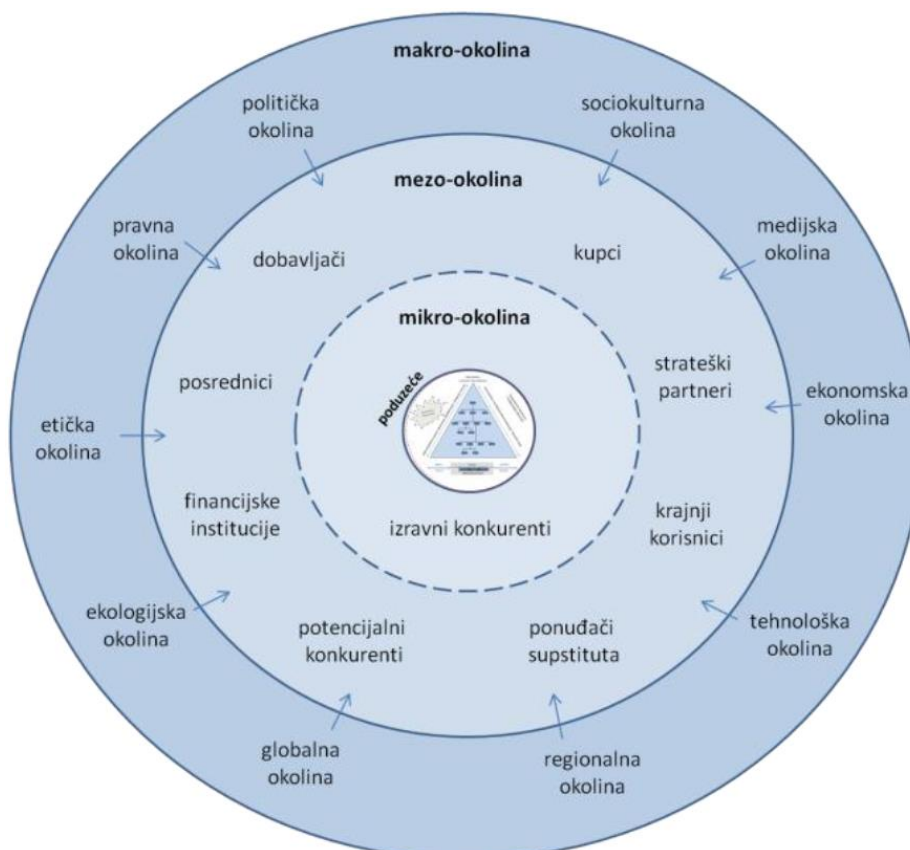 makro-okolina
politička
okolina
sociokulturna
okolina
mezo-okolina
pravna
okolina
dobavljači
kupci
medijska
okolina
mikro-okolina
poduzeće
posrednici
strateški
partneri
etička
okolina
ekonomska
okolina
financijske
institucije
izravni konkurenti
krajnji
korisnici
ekologijska
okolina
potencijalni
konkurenti
ponuđači
supstituta
tehnološka
okolina
globalna
okolina
regionalna
okolina